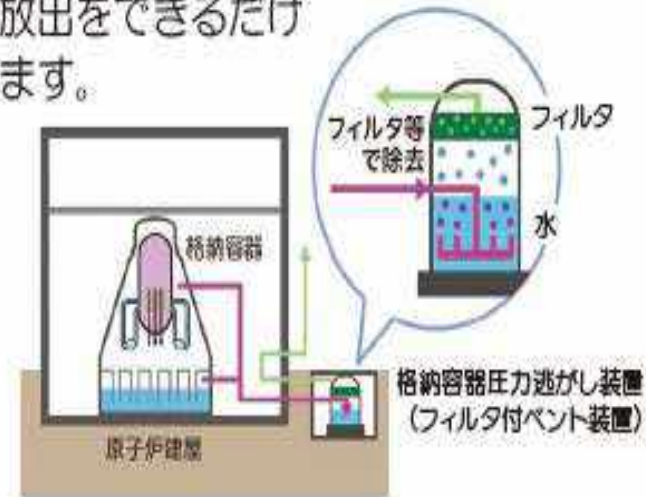 放出をできるだけ
ます。
フィルタ等
で除去
フィルタ
水
格納容器
格納容器圧力逃がし装置
（フィルタ付ベント装置）
原子炉建屋